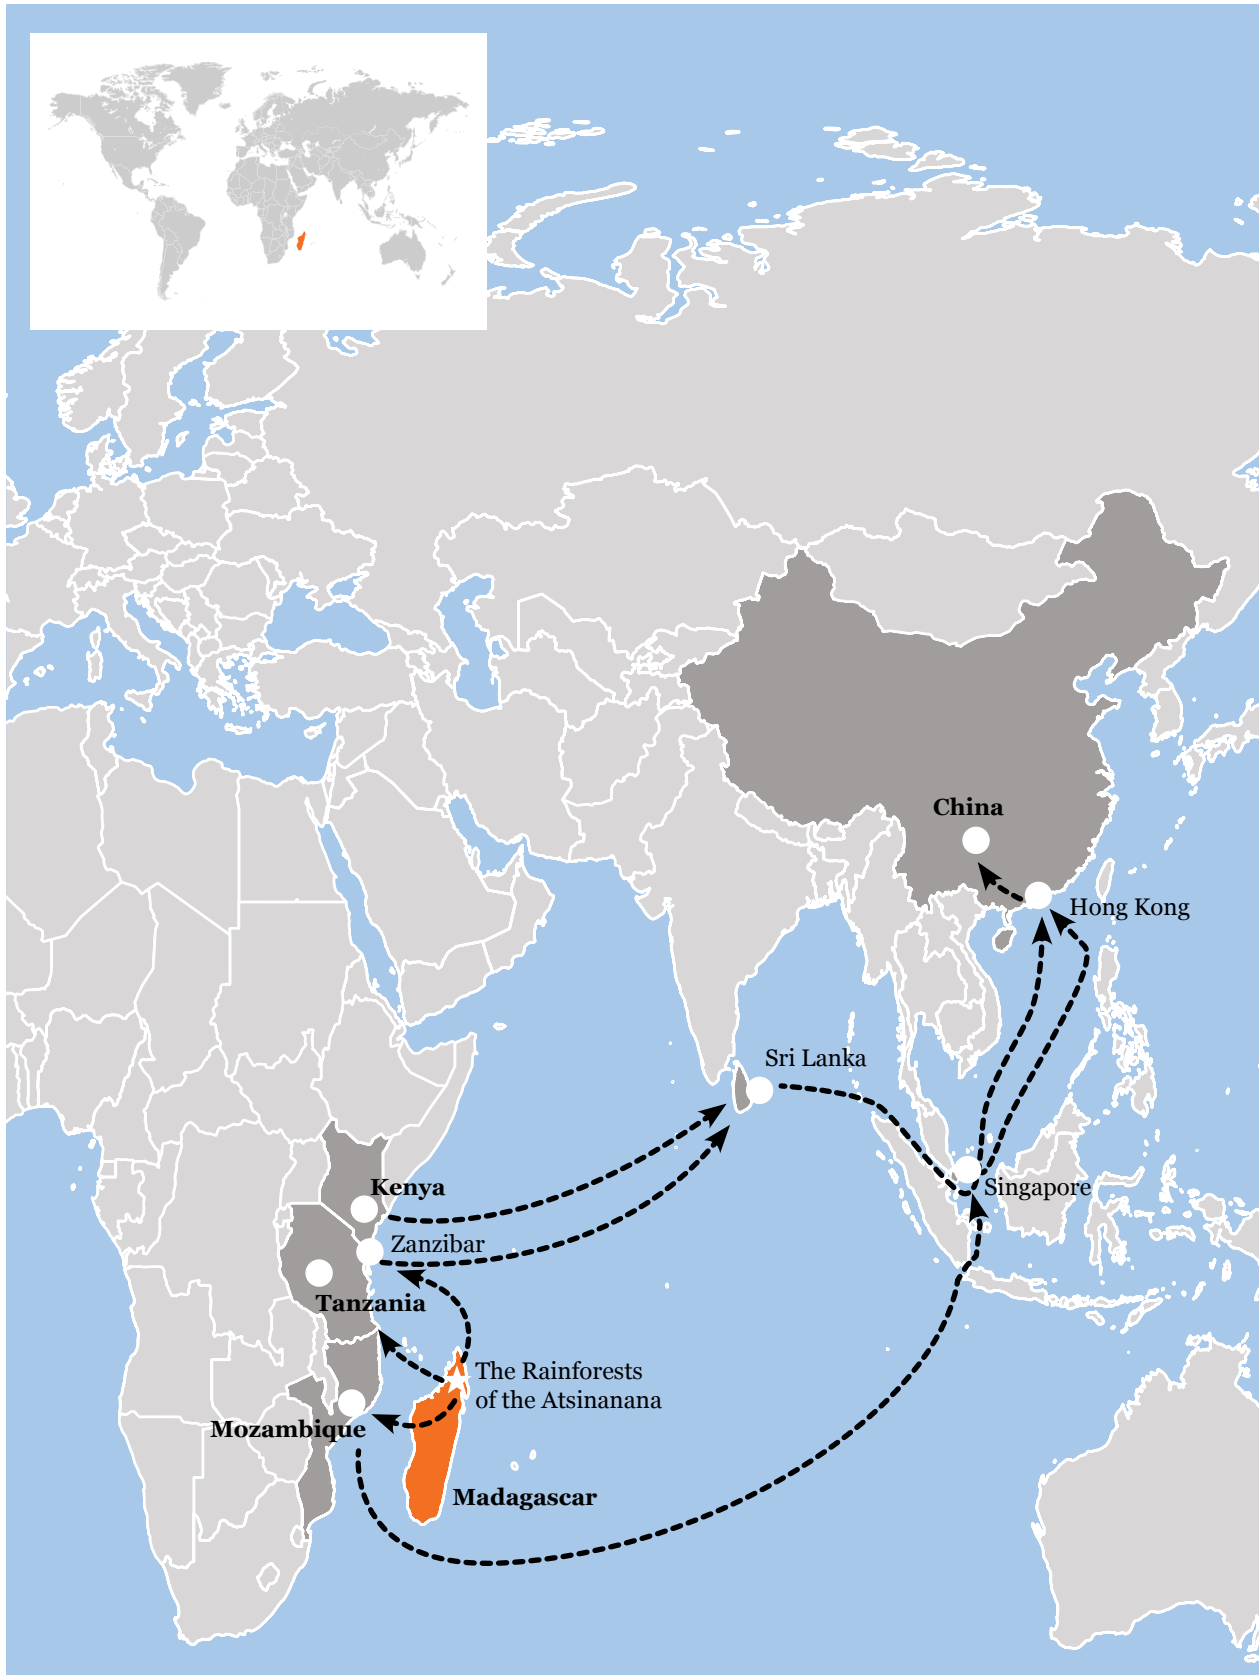 China
Hong Kong
Sri Lanka
Singapore
Kenya
Zanzibar
Tanzania
The Rainforests
of the Atsinanana
Mozambique
Madagascar